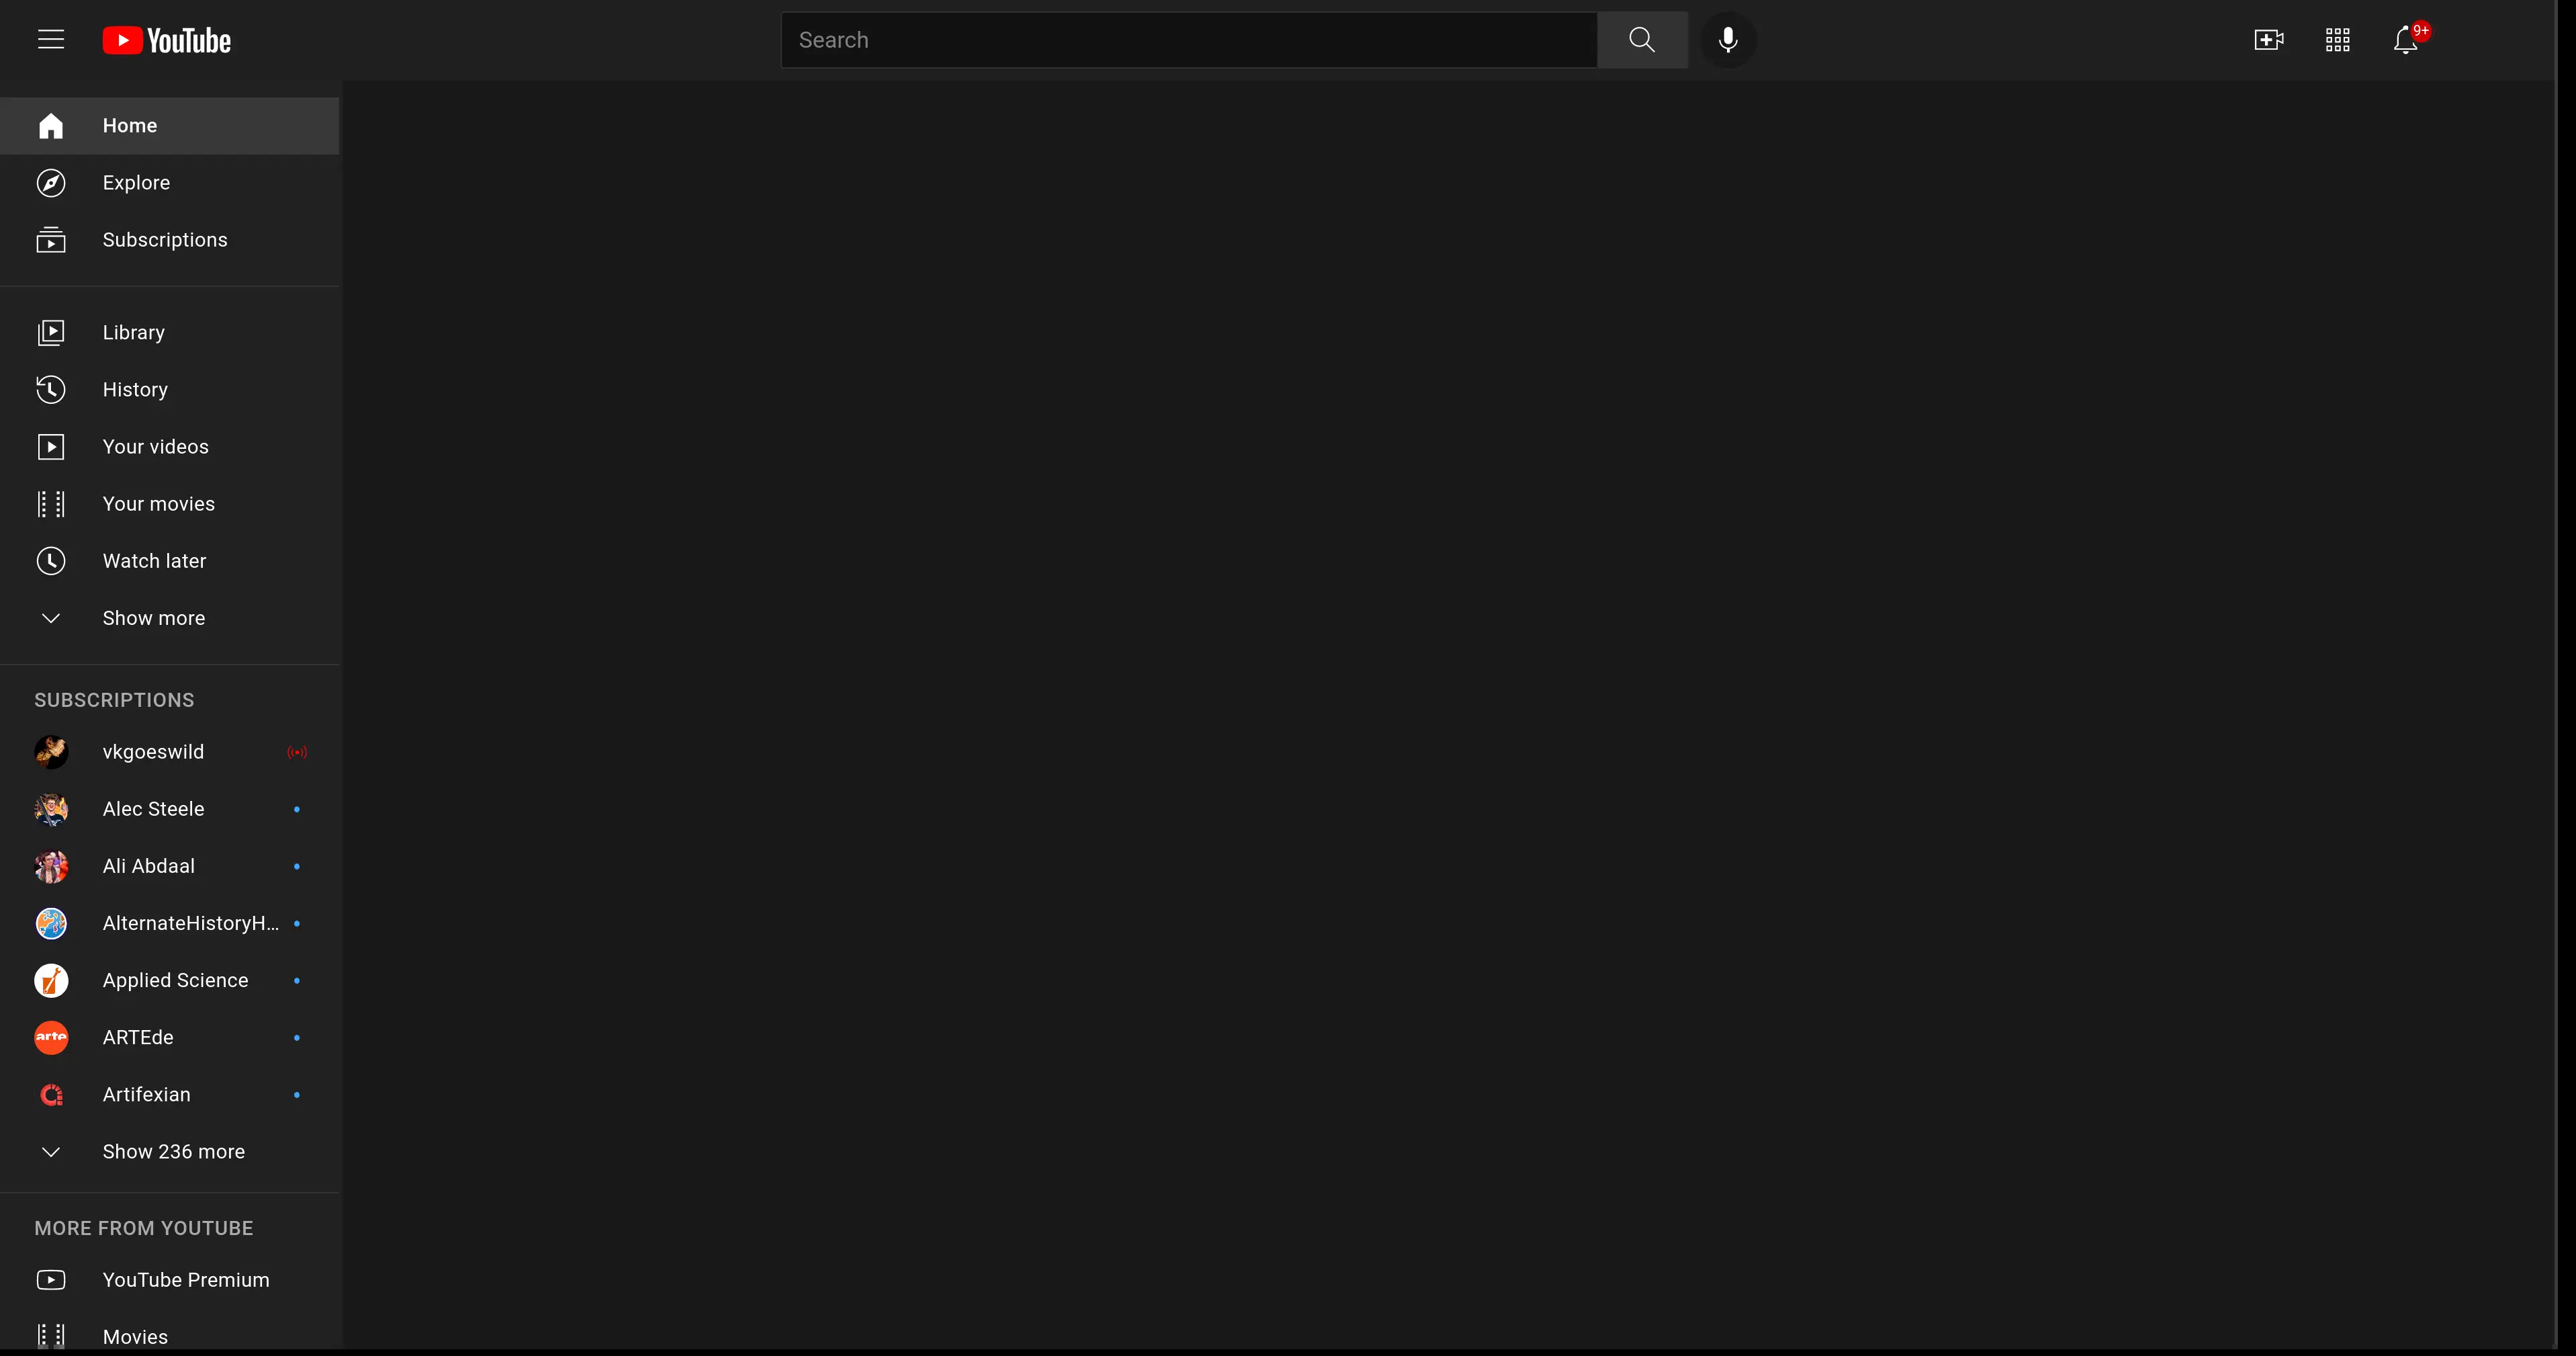 YouTube
Search
9+
Home
Explore
Subscriptions
Library
History
Your videos
Your movies
Watch later
Show more
SUBSCRIPTIONS
vkgoeswild
Alec Steele
Ali Abdaal
AlternateHistoryH...
Applied Science
arte
ARTEde
Artifexian
Show 236 more
MORE FROM YOUTUBE
YouTube Premium
Movies